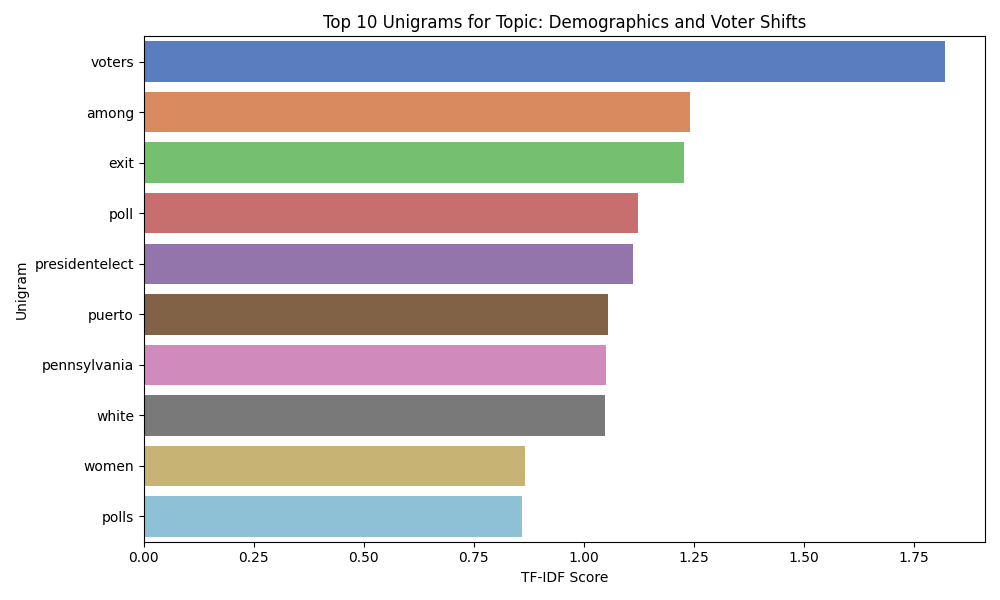 Top 10 Unigrams for Topic: Demographics and Voter Shifts
Unigram
voters
among
exit
poll
presidentelect
puerto
pennsylvania
white
women
polls
0.00 0.25 0.50 0.75 1.00 1.25 1.50 1.75
TF-IDF Score